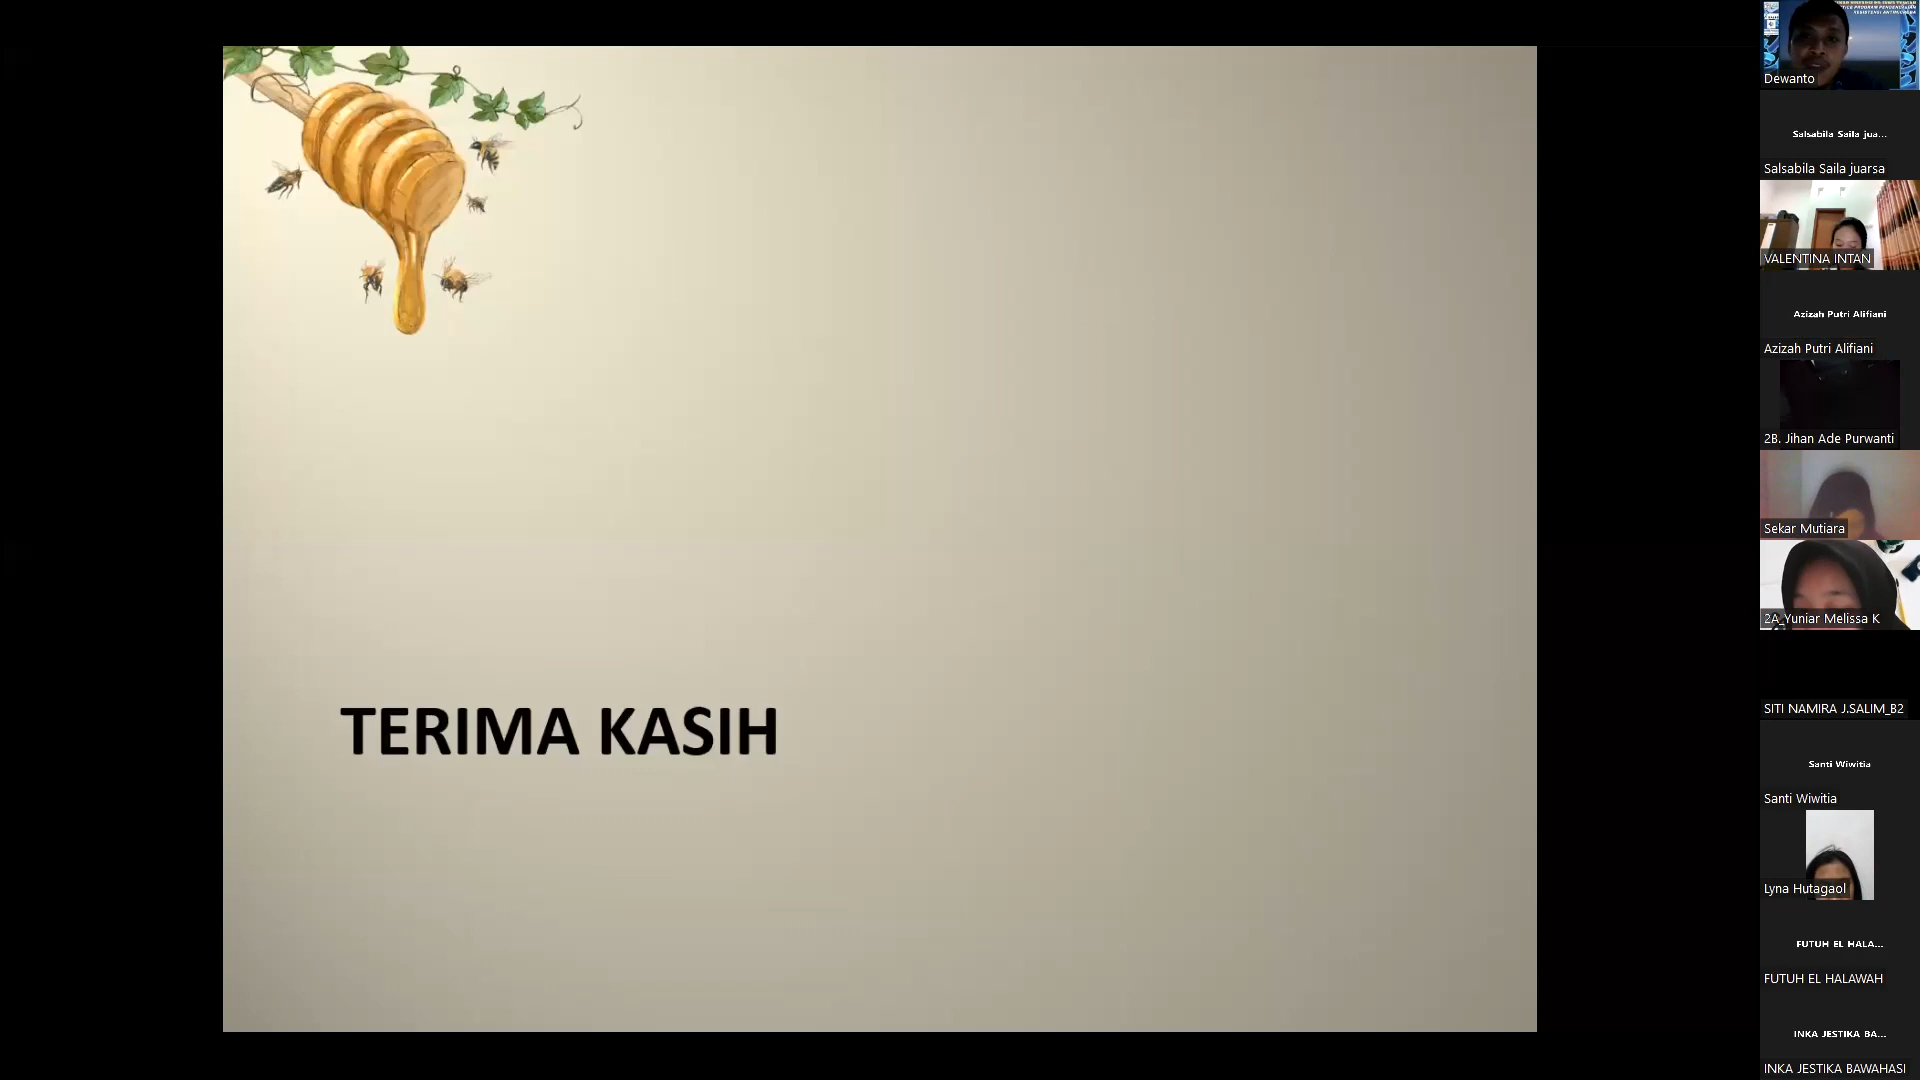 TERIMA KASIH
Dewanto
Salsabila Saila jua...
Salsabila Saila juarsa
VALENTINA INTAN
Azizah Putri Alifiani
Azizah Putri Alifiani
2B. Jihan Ade Purwanti
Sekar Mutiara
2A_Yuniar Melissa K
SITI NAMIRA J.SALIM_B2
Santi Wiwitia
Santi Wiwitia
Lyna Hutagaol
FUTUH EL HALA...
FUTUH EL HALAWAH
INKA JESTIKA BA...
INKA JESTIKA BAWAHASI